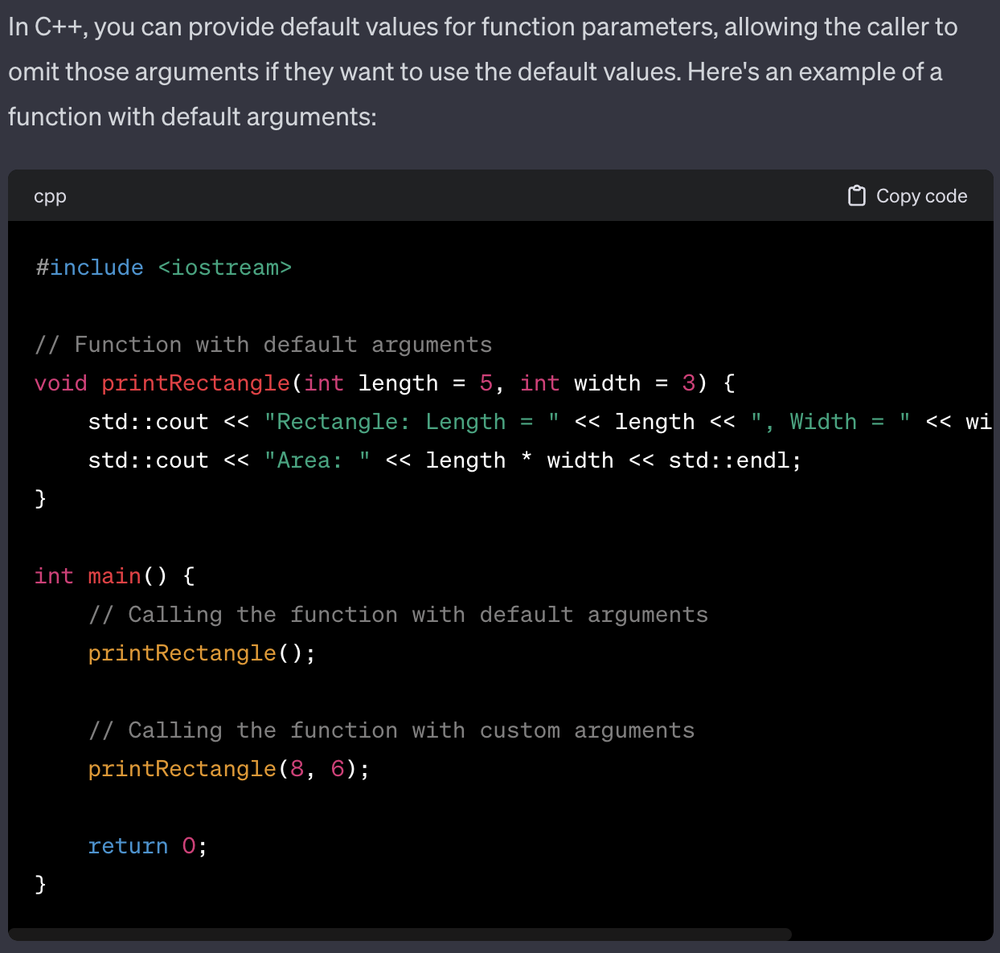 In C++, you can provide default values for function parameters, allowing the caller to
omit those arguments if they want to use the default values. Here's an example of a
function with default arguments:
cpp
Copy code
#include <iostream>
// Function with default arguments
void printRectangle(int length = 5, int width = 3) {
    std::cout << "Rectangle: Length = " << length << ", Width = " << wi
    std::cout << "Area: " << length * width << std::endl;
}
int main() {
    // Calling the function with default arguments
    printRectangle();
    // Calling the function with custom arguments
    printRectangle(8, 6);
    return 0;
}